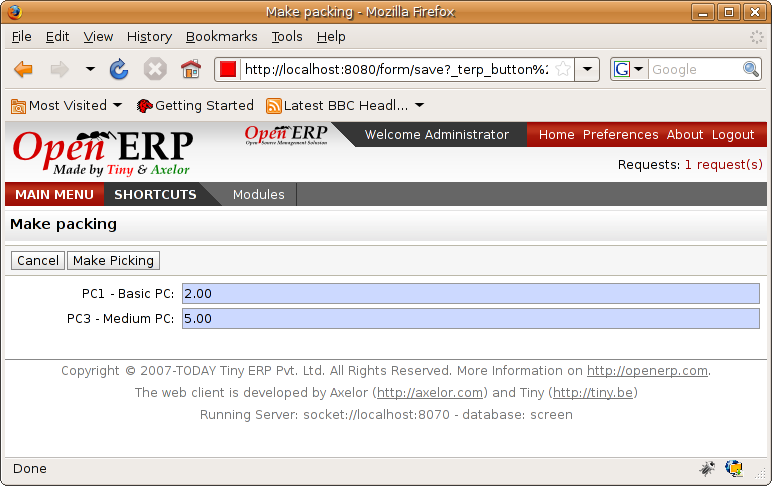 Make packing - Mozilla Firefox
File Edit View History Bookmarks Tools Help
http://localhost:8080/form/save?_terp_button%2 G Google
Most Visited Getting Started Latest BBC Headl...
Open ERP
Made by Tiny & Axelor
Open ERP
Open Source Management Solution
Welcome Administrator Home Preferences About Logout
Requests: 1 request(s)
MAIN MENU SHORTCUTS Modules
Make packing
Cancel Make Picking
PC1 - Basic PC: 2.00
PC3 - Medium PC: 5.00
Copyright © 2007-TODAY Tiny ERP Pvt. Ltd. All Rights Reserved. More Information on http://openerp.com.
The web client is developed by Axelor (http://axelor.com) and Tiny (http://tiny.be)
Running Server: socket://localhost:8070 - database: screen
Done